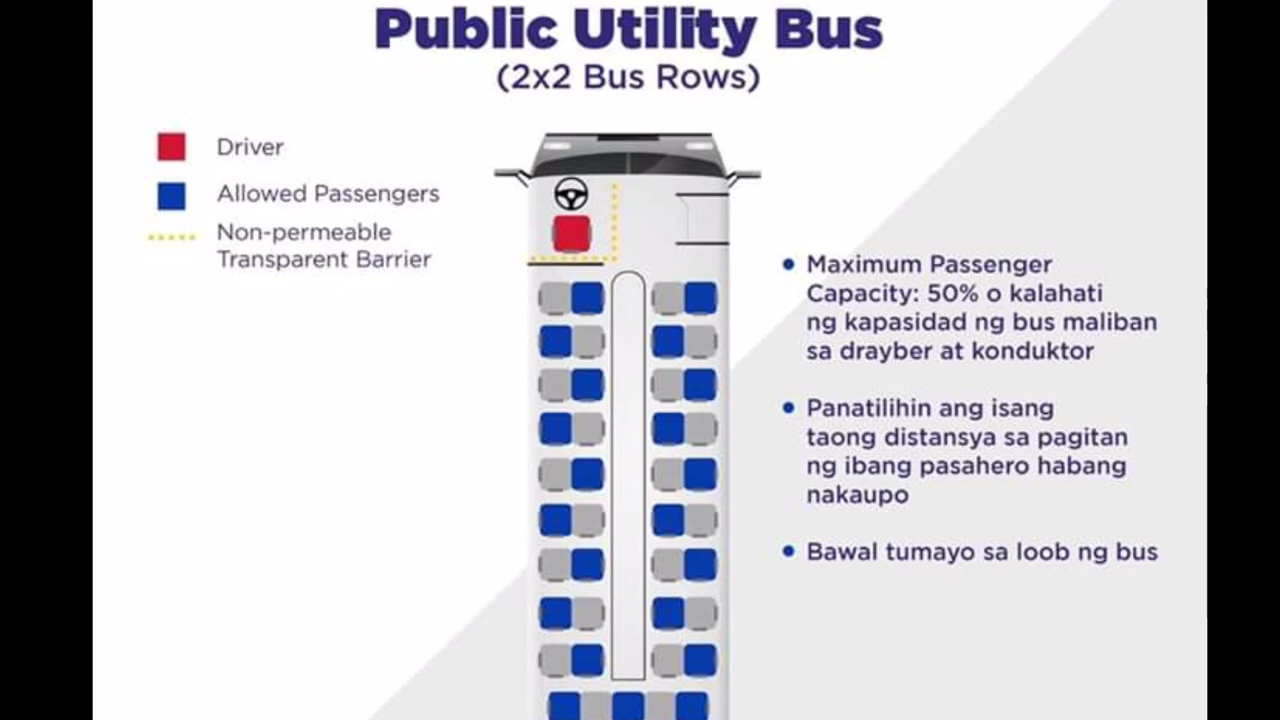 Public Utility Bus
(2x2 Bus Rows)
Driver
Allowed Passengers
Non-permeable
Transparent Barrier
• Maximum Passenger
Capacity: 50% o kalahati
ng kapasidad ng bus maliban
sa drayber at konduktor
• Panatilihin ang isang
taong distansya sa pagitan
ng ibang pasahero habang
nakaupo
• Bawal tumayo sa loob ng bus